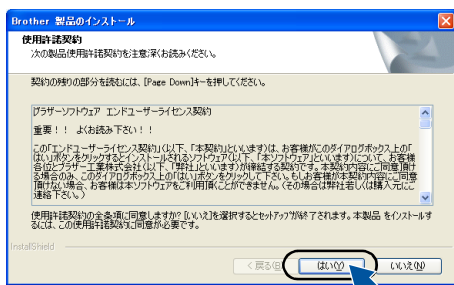 Brother 製品のインストール
使用許諾契約
次の製品使用許諾契約を注意深くお読みください。
契約の残りの部分を読むには、[Page Down]キーを押してください。
ブラザーソフトウェア エンドユーザーライセンス契約
重要!! よくお読み下さい!!
この「エンドユーザーライセンス契約」(以下、「本契約」といいます)は、お客様がこのダイアログボックス上の「
はい」ボタンをクリックするとインストールされるソフトウェア(以下、「本ソフトウェア」といいます)について、お客様
各位とブラザー工業株式会社(以下、「弊社」といいます)が締結する契約です。本契約内容にご同意頂け
る場合のみ、このダイアログボックス上の「はい」ボタンをクリックして下さい。もしお客様が本契約内容にご同意
頂けない場合、お客様は本ソフトウェアをご利用頂くことができません。(その場合は弊社若しくは購入元にご
連絡下さい。)
使用許諾契約の全条項に同意しますか? [いいえ]を選択するとセットアップが終了されます。本製品 をインストールす
るには、この使用許諾契約に同意が必要です。
InstallShield
< 戻る(B) はい(Y) いいえ(N)